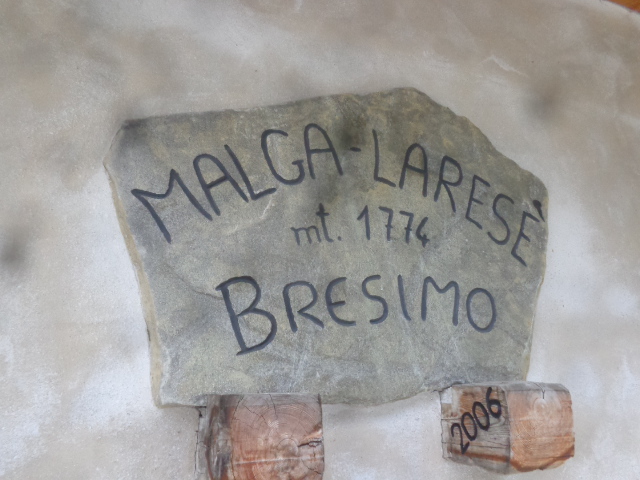 MALGA-LARESÈ
mt. 1774
BRESIMO
2006